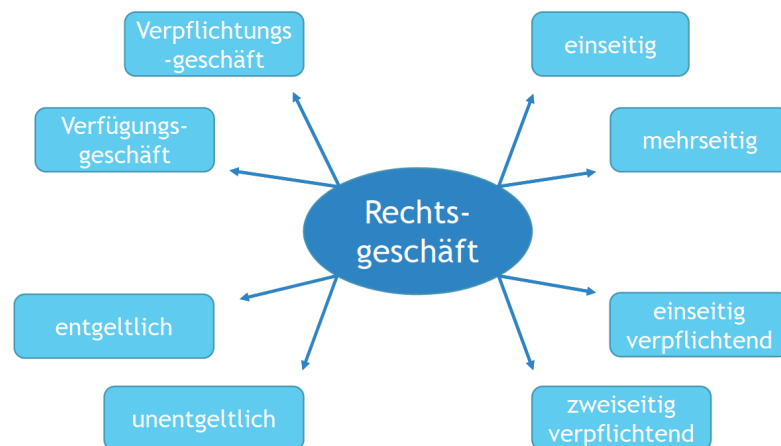 Verpflichtungs
-geschäft
einseitig
Verfügungs-
geschäft
mehrseitig
Rechts-
geschäft
entgeltlich
einseitig
verpflichtend
unentgeltlich
zweiseitig
verpflichtend